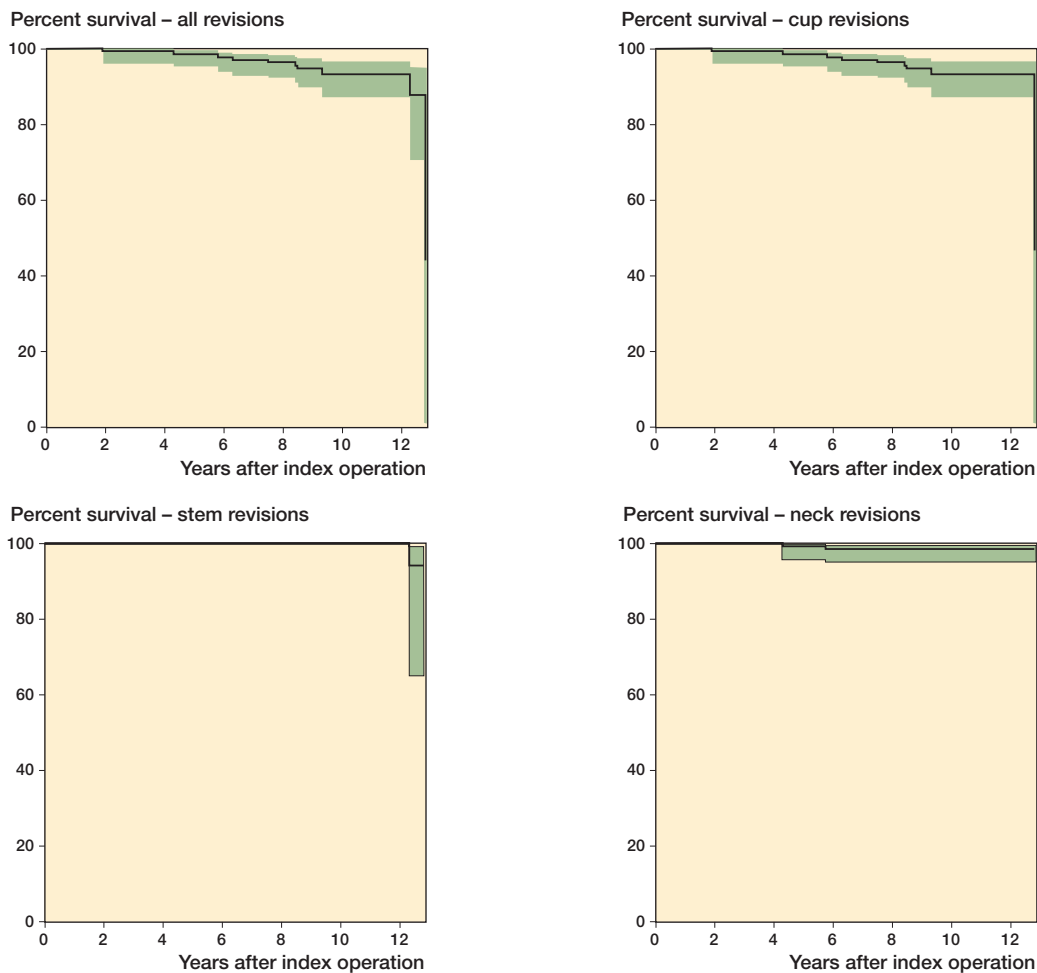 Percent survival – all revisions
100
80
60
40
20
0
0 2 4 6 8 10 12
Years after index operation
Percent survival – cup revisions
100
80
60
40
20
0
0 2 4 6 8 10 12
Years after index operation
Percent survival – stem revisions
100
80
60
40
20
0
0 2 4 6 8 10 12
Years after index operation
Percent survival – neck revisions
100
80
60
40
20
0
0 2 4 6 8 10 12
Years after index operation